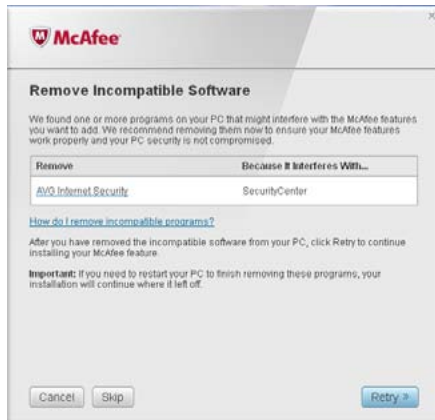 McAfee
Remove Incompatible Software
We found one or more programs on your PC that might interfere with the McAfee features
you want to add. We recommend removing them now to ensure your McAfee features
work properly and your PC security is not compromised.
Remove Because It Interferes With...
AVG Internet Security SecurityCenter
How do I remove incompatible programs?
After you have removed the incompatible software from your PC, click Retry to continue
installing your McAfee feature.
Important: If you need to restart your PC to finish removing these programs, your
installation will continue where it left off.
Cancel Skip Retry »